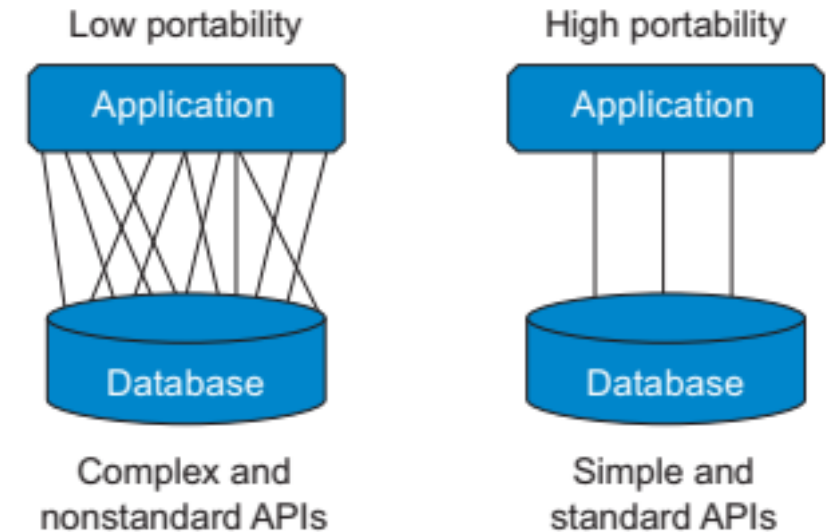 Low portability
Application
Database
Complex and
nonstandard APIs
High portability
Application
Database
Simple and
standard APIs